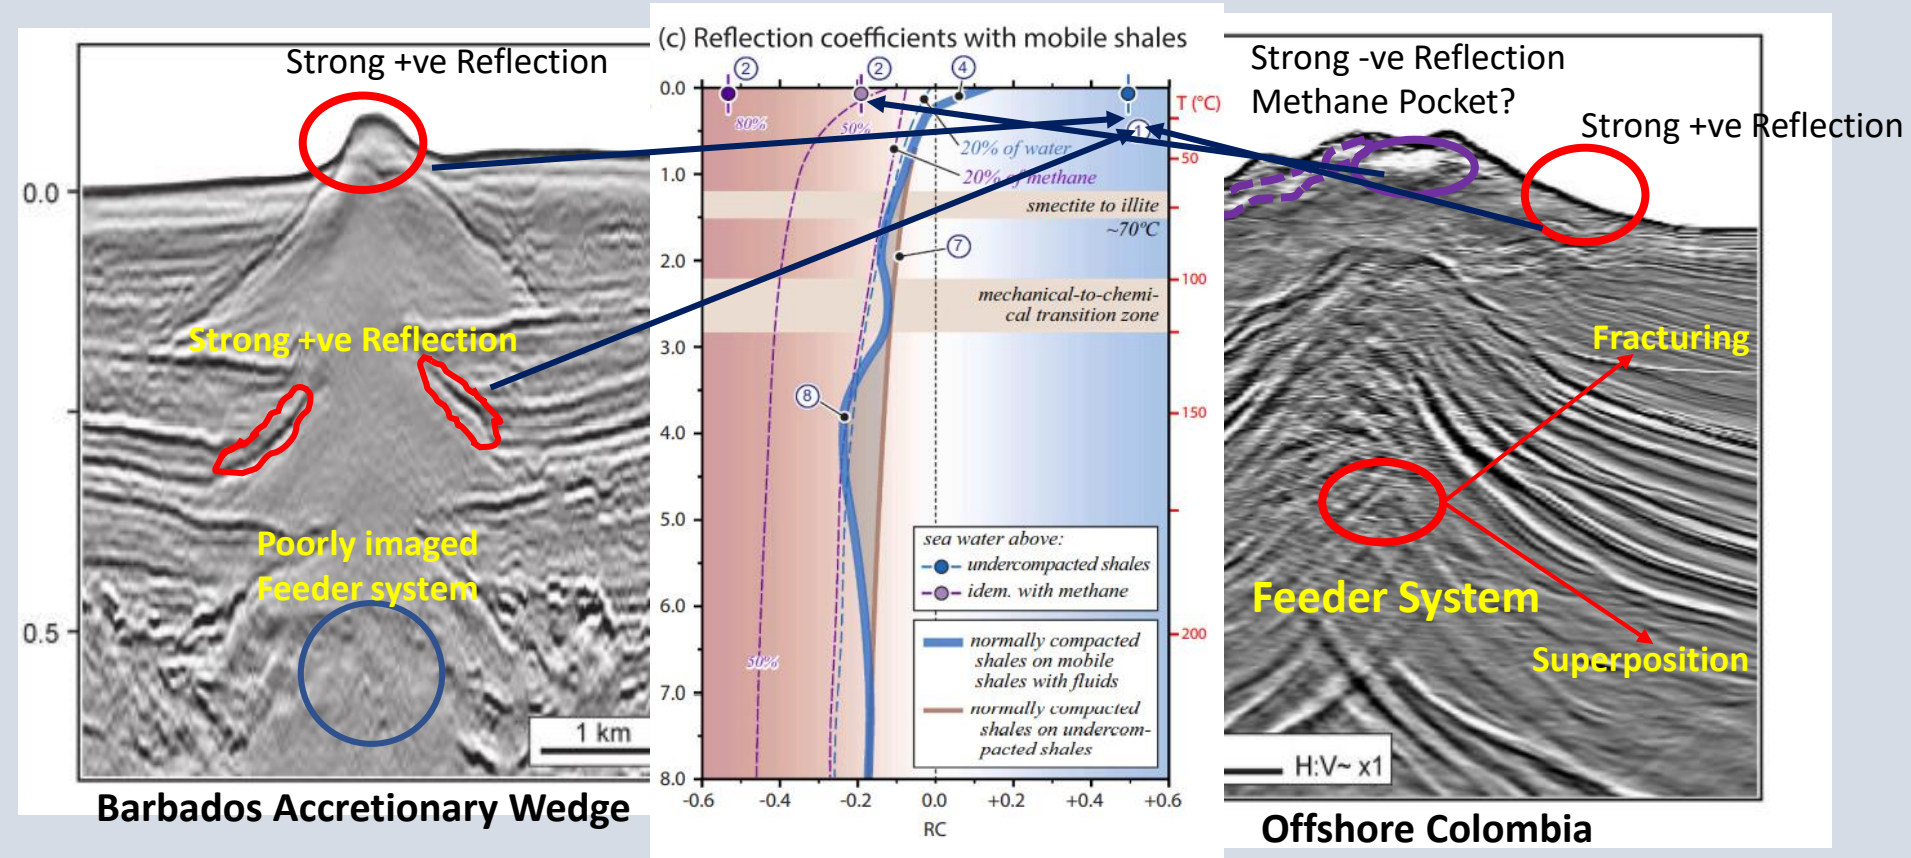 Strong +ve Reflection
0.0
Strong +ve Reflection
Poorly imaged
Feeder system
0.5
1 km
Barbados Accretionary Wedge
(c) Reflection coefficients with mobile shales
2
2
4
0.0
T (°C)
80%
50%
1
20% of water
50
1.0
20% of methane
smectite to illite
~70°C
7
2.0
100
mechanical-to-chemi-
cal transition zone
3.0
8
150
4.0
5.0
sea water above:
undercompacted shales
idem. with methane
6.0
200
normally compacted
shales on mobile
shales with fluids
50%
7.0
normally compacted
shales on undercom-
pacted shales
8.0
-0.6 -0.4 -0.2 0.0 +0.2 +0.4 +0.6
RC
Strong -ve Reflection
Methane Pocket?
Strong +ve Reflection
Fracturing
Feeder System
Superposition
H:V~ x1
Offshore Colombia